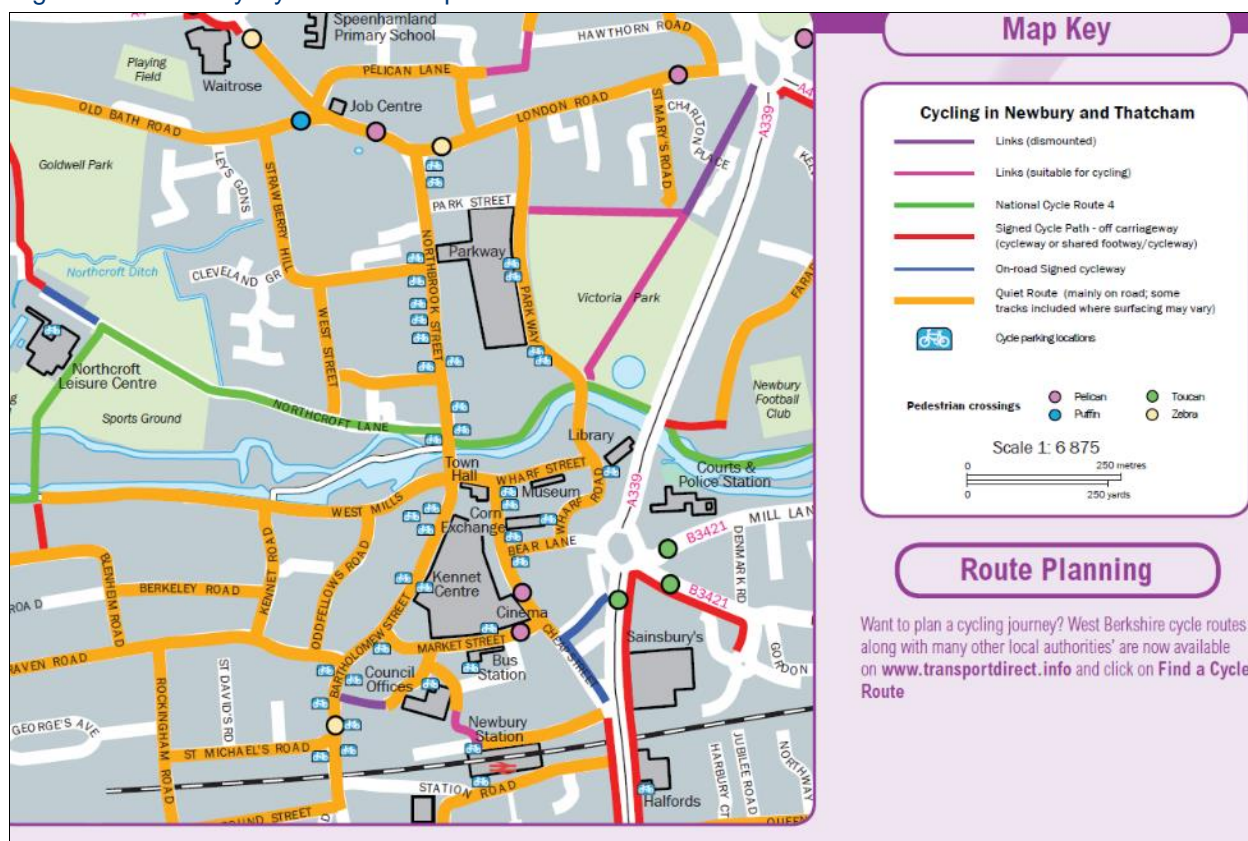 Speenhamland
Primary School
HAWTHORN ROAD
Playing
Field
Waitrose
PELICAN LANE
Job Centre
OLD BATH ROAD
LONDON ROAD
ST MARY'S ROAD
CHARLTON
PLACE
A339
Goldwell Park
LEYS GDNS
STRAWBERRY HILL
PARK STREET
Parkway
NORTHBROOK STREET
Northcroft Ditch
CLEVELAND GR
Victoria Park
PARK WAY
WEST STREET
Northcroft
Leisure Centre
Sports Ground
NORTHCROFT LANE
Newbury
Football
Club
Library
Town
Hall
WHARF STREET
Museum
Courts &
Police Station
A339
WEST MILLS
Corn
Exchange
WHARF ROAD
BEAR LANE
B3421
MILL LAN
DENMARK RD
BLENHEIM ROAD
BERKELEY ROAD
KENNET ROAD
ODDFELLOWS ROAD
Kennet
Centre
Cinema
B3421
ROAD
BARTHOLOMEW STREET
MARKET STREET
CHEAP STREET
Sainsbury's
RAVEN ROAD
Council
Offices
Bus
Station
GORDON
ST DAVID'S RD
ROCKINGHAM ROAD
GEORGE'S AVE
Newbury
Station
ST MICHAEL'S ROAD
STATION ROAD
Halfords
HARBURY CT
JUBILEE ROAD
NORTHWAY
OUND STREET
QUEEN
Map Key
Cycling in Newbury and Thatcham
Links (dismounted)
Links (suitable for cycling)
National Cycle Route 4
Signed Cycle Path - off carriageway
(cycleway or shared footway/cycleway)
On-road Signed cycleway
Quiet Route (mainly on road; some
tracks included where surfacing may vary)
Cycle parking locations
Pedestrian crossings
Pelican
Toucan
Puffin
Zebra
Scale 1: 6 875
0 250 metres
0 250 yards
Route Planning
Want to plan a cycling journey? West Berkshire cycle routes
along with many other local authorities' are now available
on www.transportdirect.info and click on Find a Cycle
Route